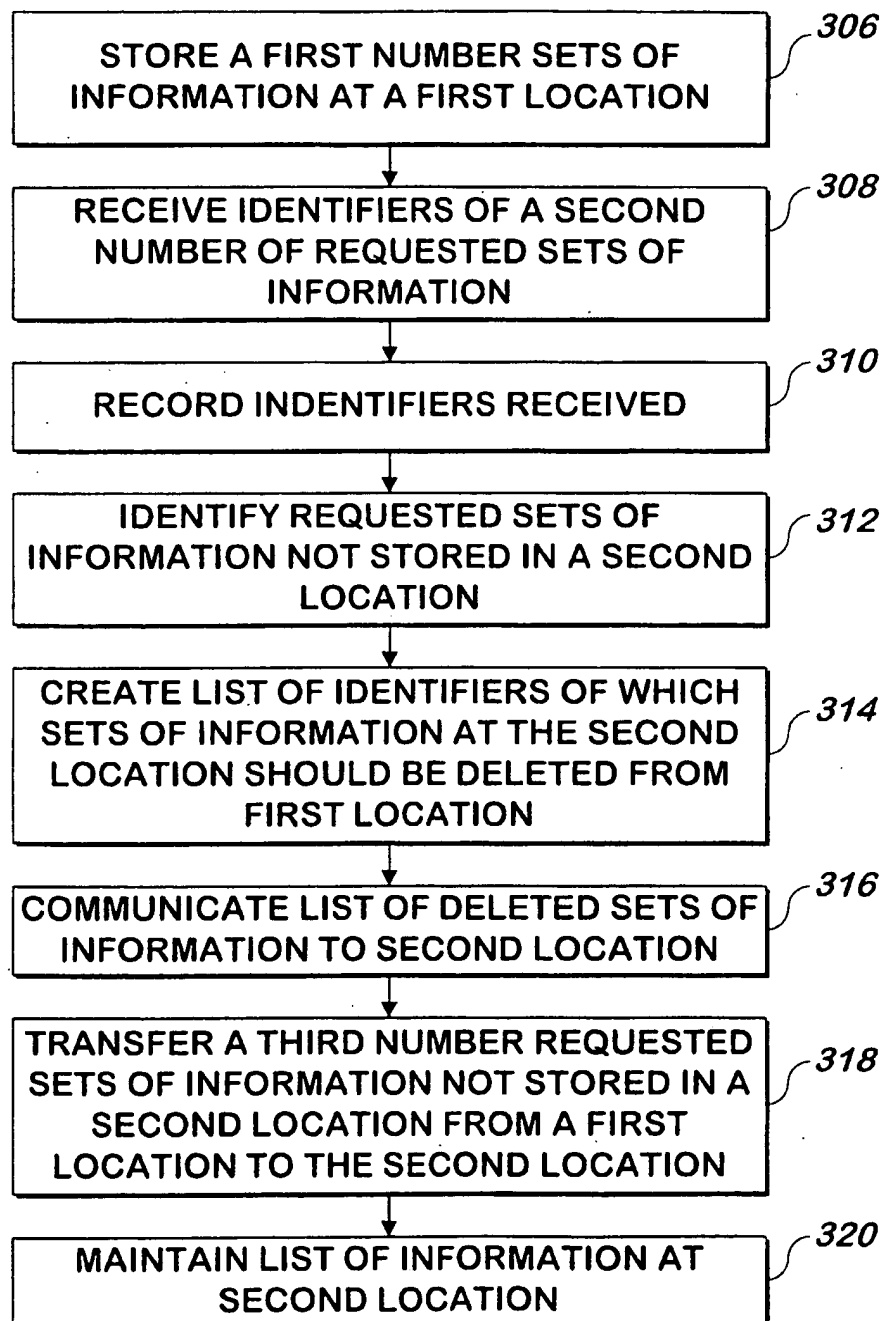 306
STORE A FIRST NUMBER SETS OF
INFORMATION AT A FIRST LOCATION
308
RECEIVE IDENTIFIERS OF A SECOND
NUMBER OF REQUESTED SETS OF
INFORMATION
310
RECORD INDENTIFIERS RECEIVED
312
IDENTIFY REQUESTED SETS OF
INFORMATION NOT STORED IN A SECOND
LOCATION
314
CREATE LIST OF IDENTIFIERS OF WHICH
SETS OF INFORMATION AT THE SECOND
LOCATION SHOULD BE DELETED FROM
FIRST LOCATION
316
COMMUNICATE LIST OF DELETED SETS OF
INFORMATION TO SECOND LOCATION
318
TRANSFER A THIRD NUMBER REQUESTED
SETS OF INFORMATION NOT STORED IN A
SECOND LOCATION FROM A FIRST
LOCATION TO THE SECOND LOCATION
320
MAINTAIN LIST OF INFORMATION AT
SECOND LOCATION